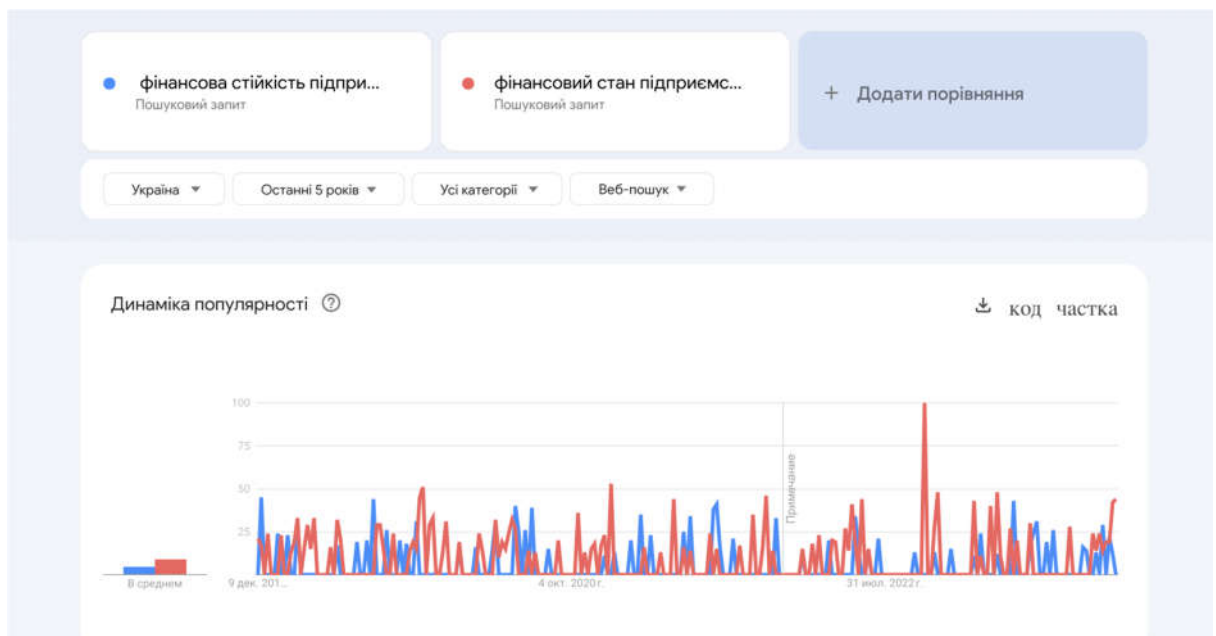 фінансова стійкість підпри...
Пошуковий запит
фінансовий стан підприємс...
Пошуковий запит
+ Додати порівняння
Україна
Останні 5 років
Усі категорії
Веб-пошук
Динаміка популярності
код частка
100
75
50
25
Примечание
В среднем
9 дек. 201...
4 окт. 2020 г.
31 июл. 2022 г.